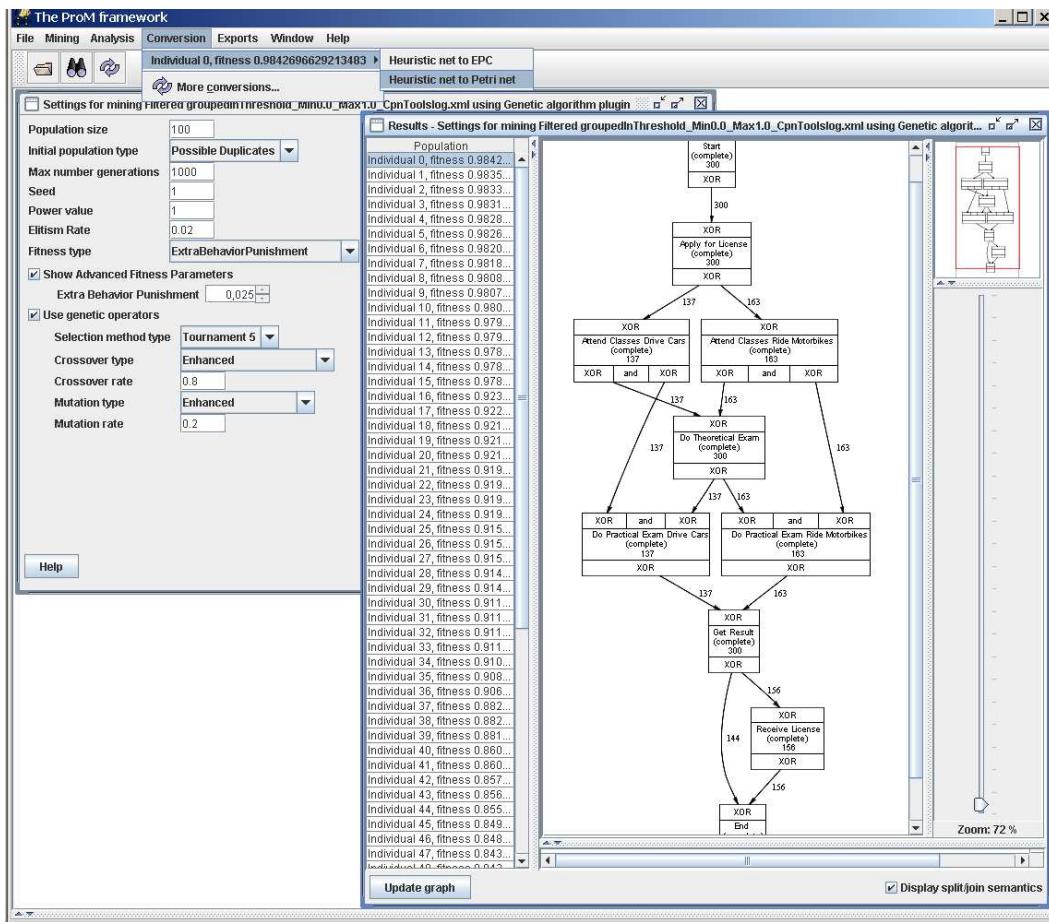 The ProM framework
File Mining Analysis Conversion Exports Window Help
Individual 0, fitness 0.9842696629213483
Heuristic net to EPC
Heuristic net to Petri net
More conversions...
Settings for mining Filtered groupedInThreshold_Min0.0_Max1.0_CpnToolslog.xml using Genetic algorithm plugin
Population size 100
Initial population type Possible Duplicates
Max number generations 1000
Seed 1
Power value 1
Elitism Rate 0.02
Fitness type ExtraBehaviorPunishment
Show Advanced Fitness Parameters
Extra Behavior Punishment 0,025
Use genetic operators
Selection method type Tournament 5
Crossover type Enhanced
Crossover rate 0.8
Mutation type Enhanced
Mutation rate 0.2
Help
Results - Settings for mining Filtered groupedInThreshold_Min0.0_Max1.0_CpnToolslog.xml using Genetic algorit...
Population
Individual 0, fitness 0.9842...
Individual 1, fitness 0.9835...
Individual 2, fitness 0.9833...
Individual 3, fitness 0.9831...
Individual 4, fitness 0.9828...
Individual 5, fitness 0.9826...
Individual 6, fitness 0.9820...
Individual 7, fitness 0.9818...
Individual 8, fitness 0.9808...
Individual 9, fitness 0.9807...
Individual 10, fitness 0.980...
Individual 11, fitness 0.979...
Individual 12, fitness 0.979...
Individual 13, fitness 0.978...
Individual 14, fitness 0.978...
Individual 15, fitness 0.978...
Individual 16, fitness 0.923...
Individual 17, fitness 0.922...
Individual 18, fitness 0.921...
Individual 19, fitness 0.921...
Individual 20, fitness 0.921...
Individual 21, fitness 0.919...
Individual 22, fitness 0.919...
Individual 23, fitness 0.919...
Individual 24, fitness 0.919...
Individual 25, fitness 0.915...
Individual 26, fitness 0.915...
Individual 27, fitness 0.915...
Individual 28, fitness 0.914...
Individual 29, fitness 0.914...
Individual 30, fitness 0.911...
Individual 31, fitness 0.911...
Individual 32, fitness 0.911...
Individual 33, fitness 0.911...
Individual 34, fitness 0.910...
Individual 35, fitness 0.908...
Individual 36, fitness 0.906...
Individual 37, fitness 0.882...
Individual 38, fitness 0.882...
Individual 39, fitness 0.881...
Individual 40, fitness 0.860...
Individual 41, fitness 0.860...
Individual 42, fitness 0.857...
Individual 43, fitness 0.856...
Individual 44, fitness 0.855...
Individual 45, fitness 0.849...
Individual 46, fitness 0.848...
Individual 47, fitness 0.843...
Start
(complete)
300
XOR
300
XOR
Apply for License
(complete)
300
XOR
137 163
XOR XOR
Attend Classes Drive Cars Attend Classes Ride Motorbikes
(complete) (complete)
137 163
XOR and XOR XOR and XOR
137 163
XOR
Do Theoretical Exam
(complete)
300
XOR
137 163
137 163
XOR and XOR XOR and XOR
Do Practical Exam Drive Cars Do Practical Exam Ride Motorbikes
(complete) (complete)
137 163
XOR XOR
137 163
XOR
Get Result
(complete)
300
XOR
156
XOR
Receive License
(complete)
156
XOR
144
156
XOR
End
Zoom: 72 %
Update graph
Display split/join semantics